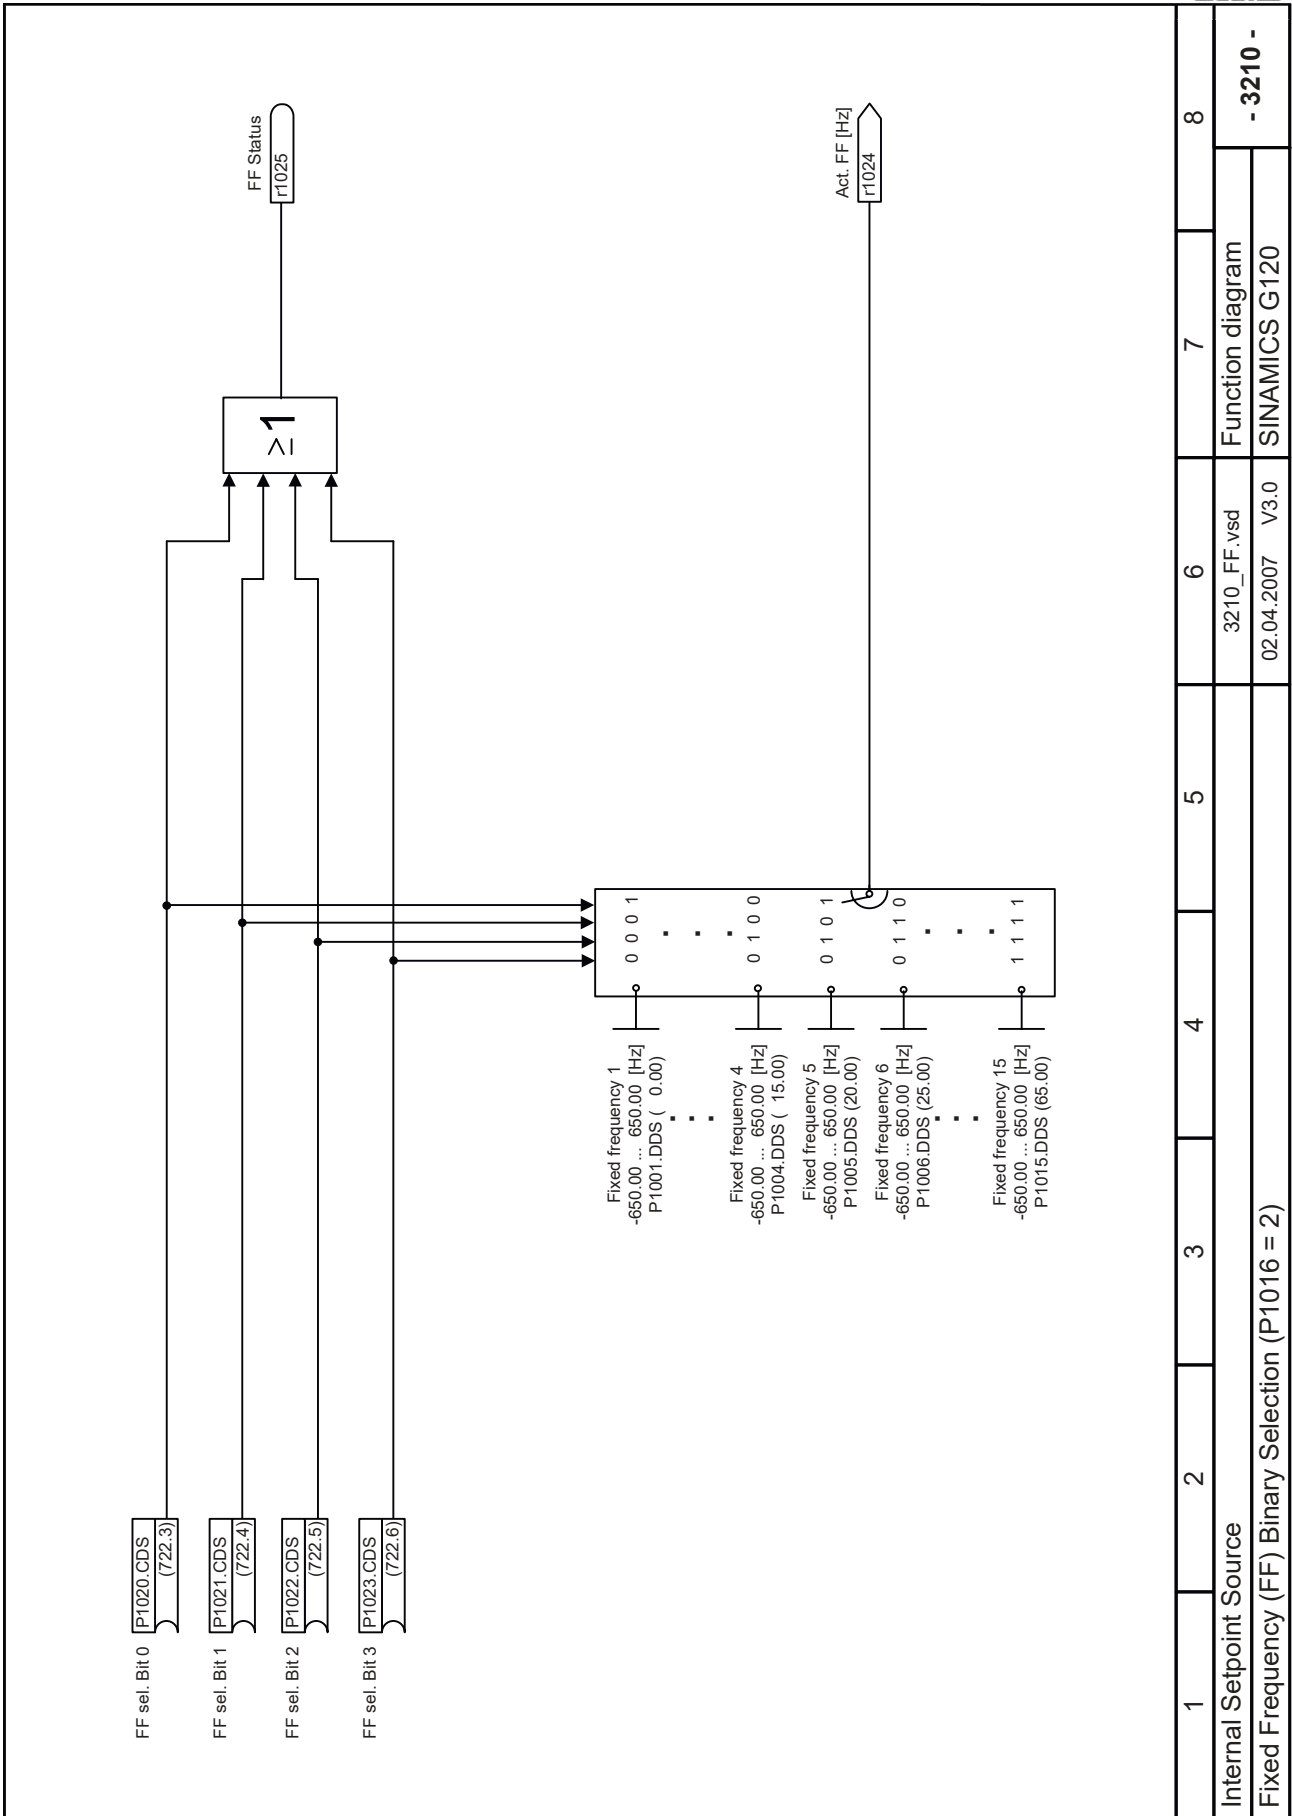 FF sel. Bit 0
P1020.CDS
(722.3)
FF sel. Bit 1
P1021.CDS
(722.4)
FF sel. Bit 2
P1022.CDS
(722.5)
FF sel. Bit 3
P1023.CDS
(722.6)
≥1
FF Status
r1025
Fixed frequency 1
-650.00 ... 650.00 [Hz]
P1001.DDS ( 0.00)
0 0 0 1
. . .
. . .
Fixed frequency 4
-650.00 ... 650.00 [Hz]
P1004.DDS ( 15.00)
0 1 0 0
Fixed frequency 5
-650.00 ... 650.00 [Hz]
P1005.DDS (20.00)
0 1 0 1
Act. FF [Hz]
r1024
Fixed frequency 6
-650.00 ... 650.00 [Hz]
P1006.DDS (25.00)
0 1 1 0
. . .
. . .
Fixed frequency 15
-650.00 ... 650.00 [Hz]
P1015.DDS (65.00)
1 1 1 1
1 2 3 4 5 6 7 8
Internal Setpoint Source
3210_FF.vsd
Function diagram
- 3210 -
Fixed Frequency (FF) Binary Selection (P1016 = 2)
02.04.2007 V3.0
SINAMICS G120